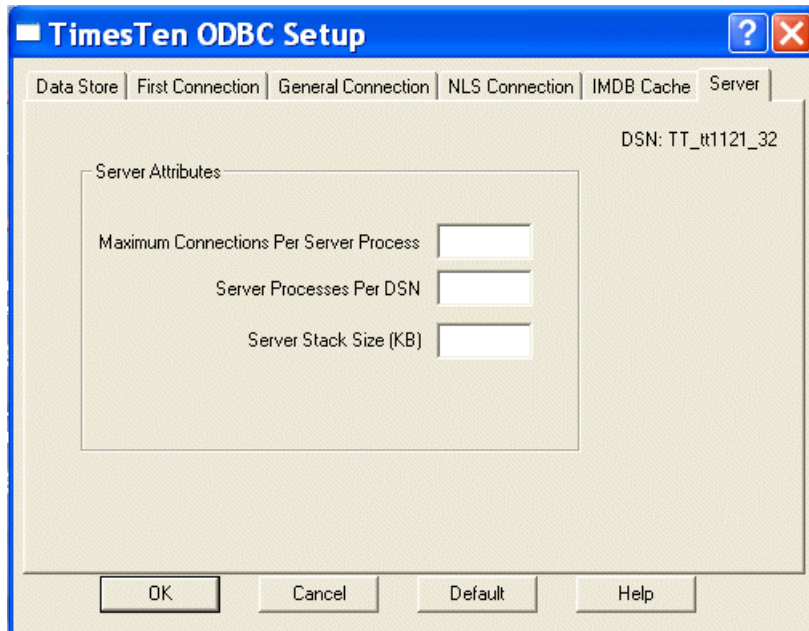 TimesTen ODBC Setup
Data Store First Connection General Connection NLS Connection IMDB Cache Server
DSN: TT_tt1121_32
Server Attributes
Maximum Connections Per Server Process
Server Processes Per DSN
Server Stack Size (KB)
OK Cancel Default Help